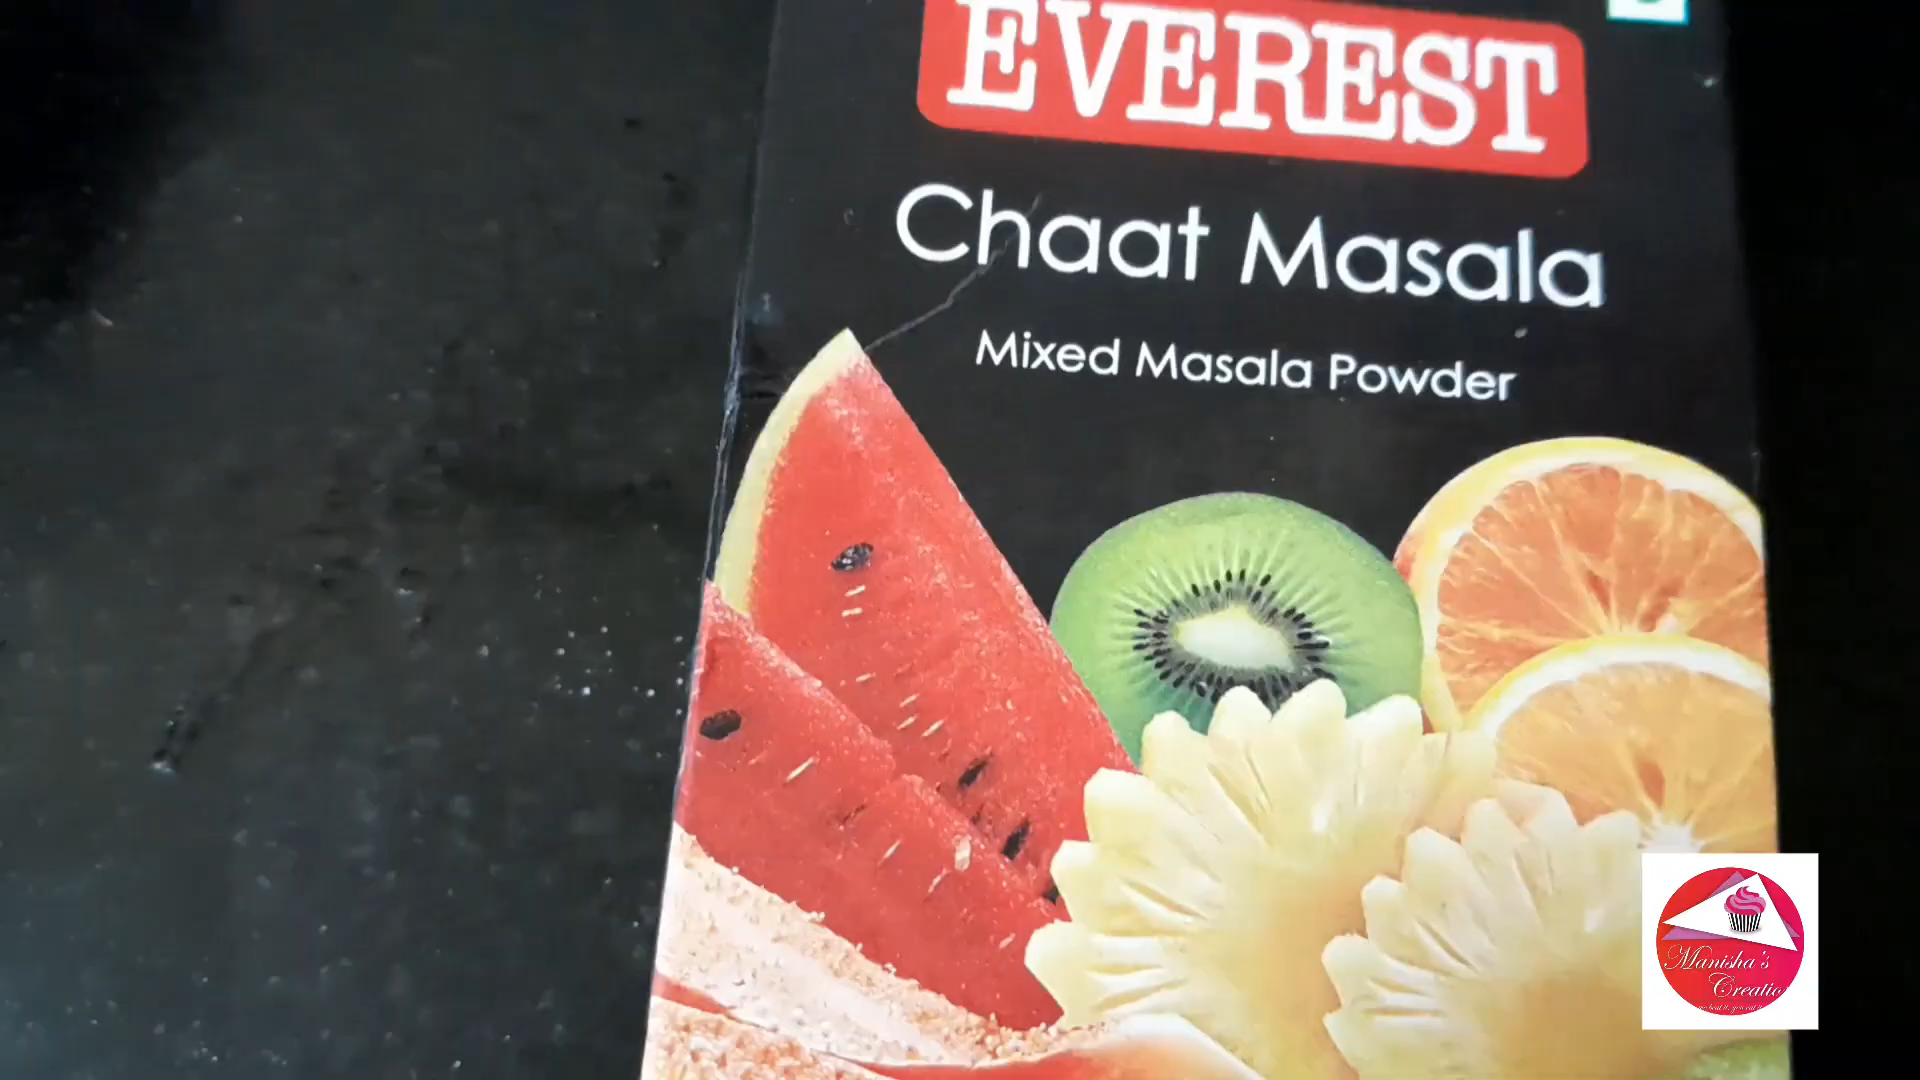 EVEREST
Chaat Masala
Mixed Masala Powder
Manisha's
Creatio